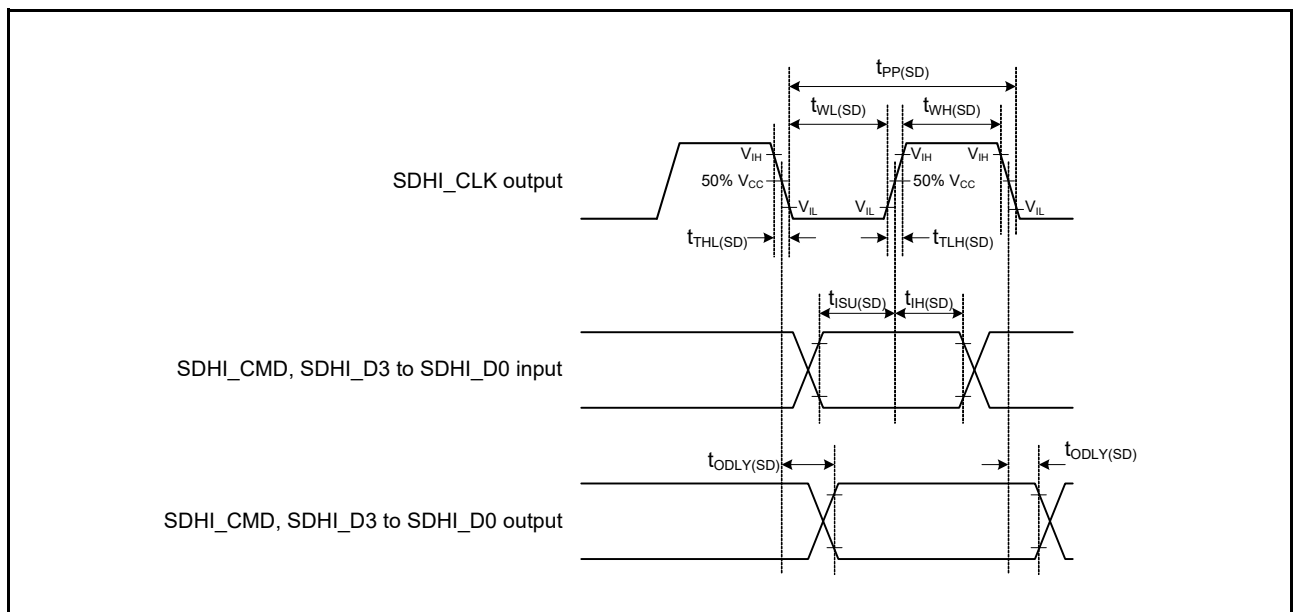 tPP(SD)
tWL(SD) tWH(SD)
VIH VIH VIH
SDHI_CLK output 50% VCC 50% VCC
VIL VIL VIL
tTHL(SD) tTLH(SD)
tISU(SD) tIH(SD)
SDHI_CMD, SDHI_D3 to SDHI_D0 input
tODLY(SD) tODLY(SD)
SDHI_CMD, SDHI_D3 to SDHI_D0 output